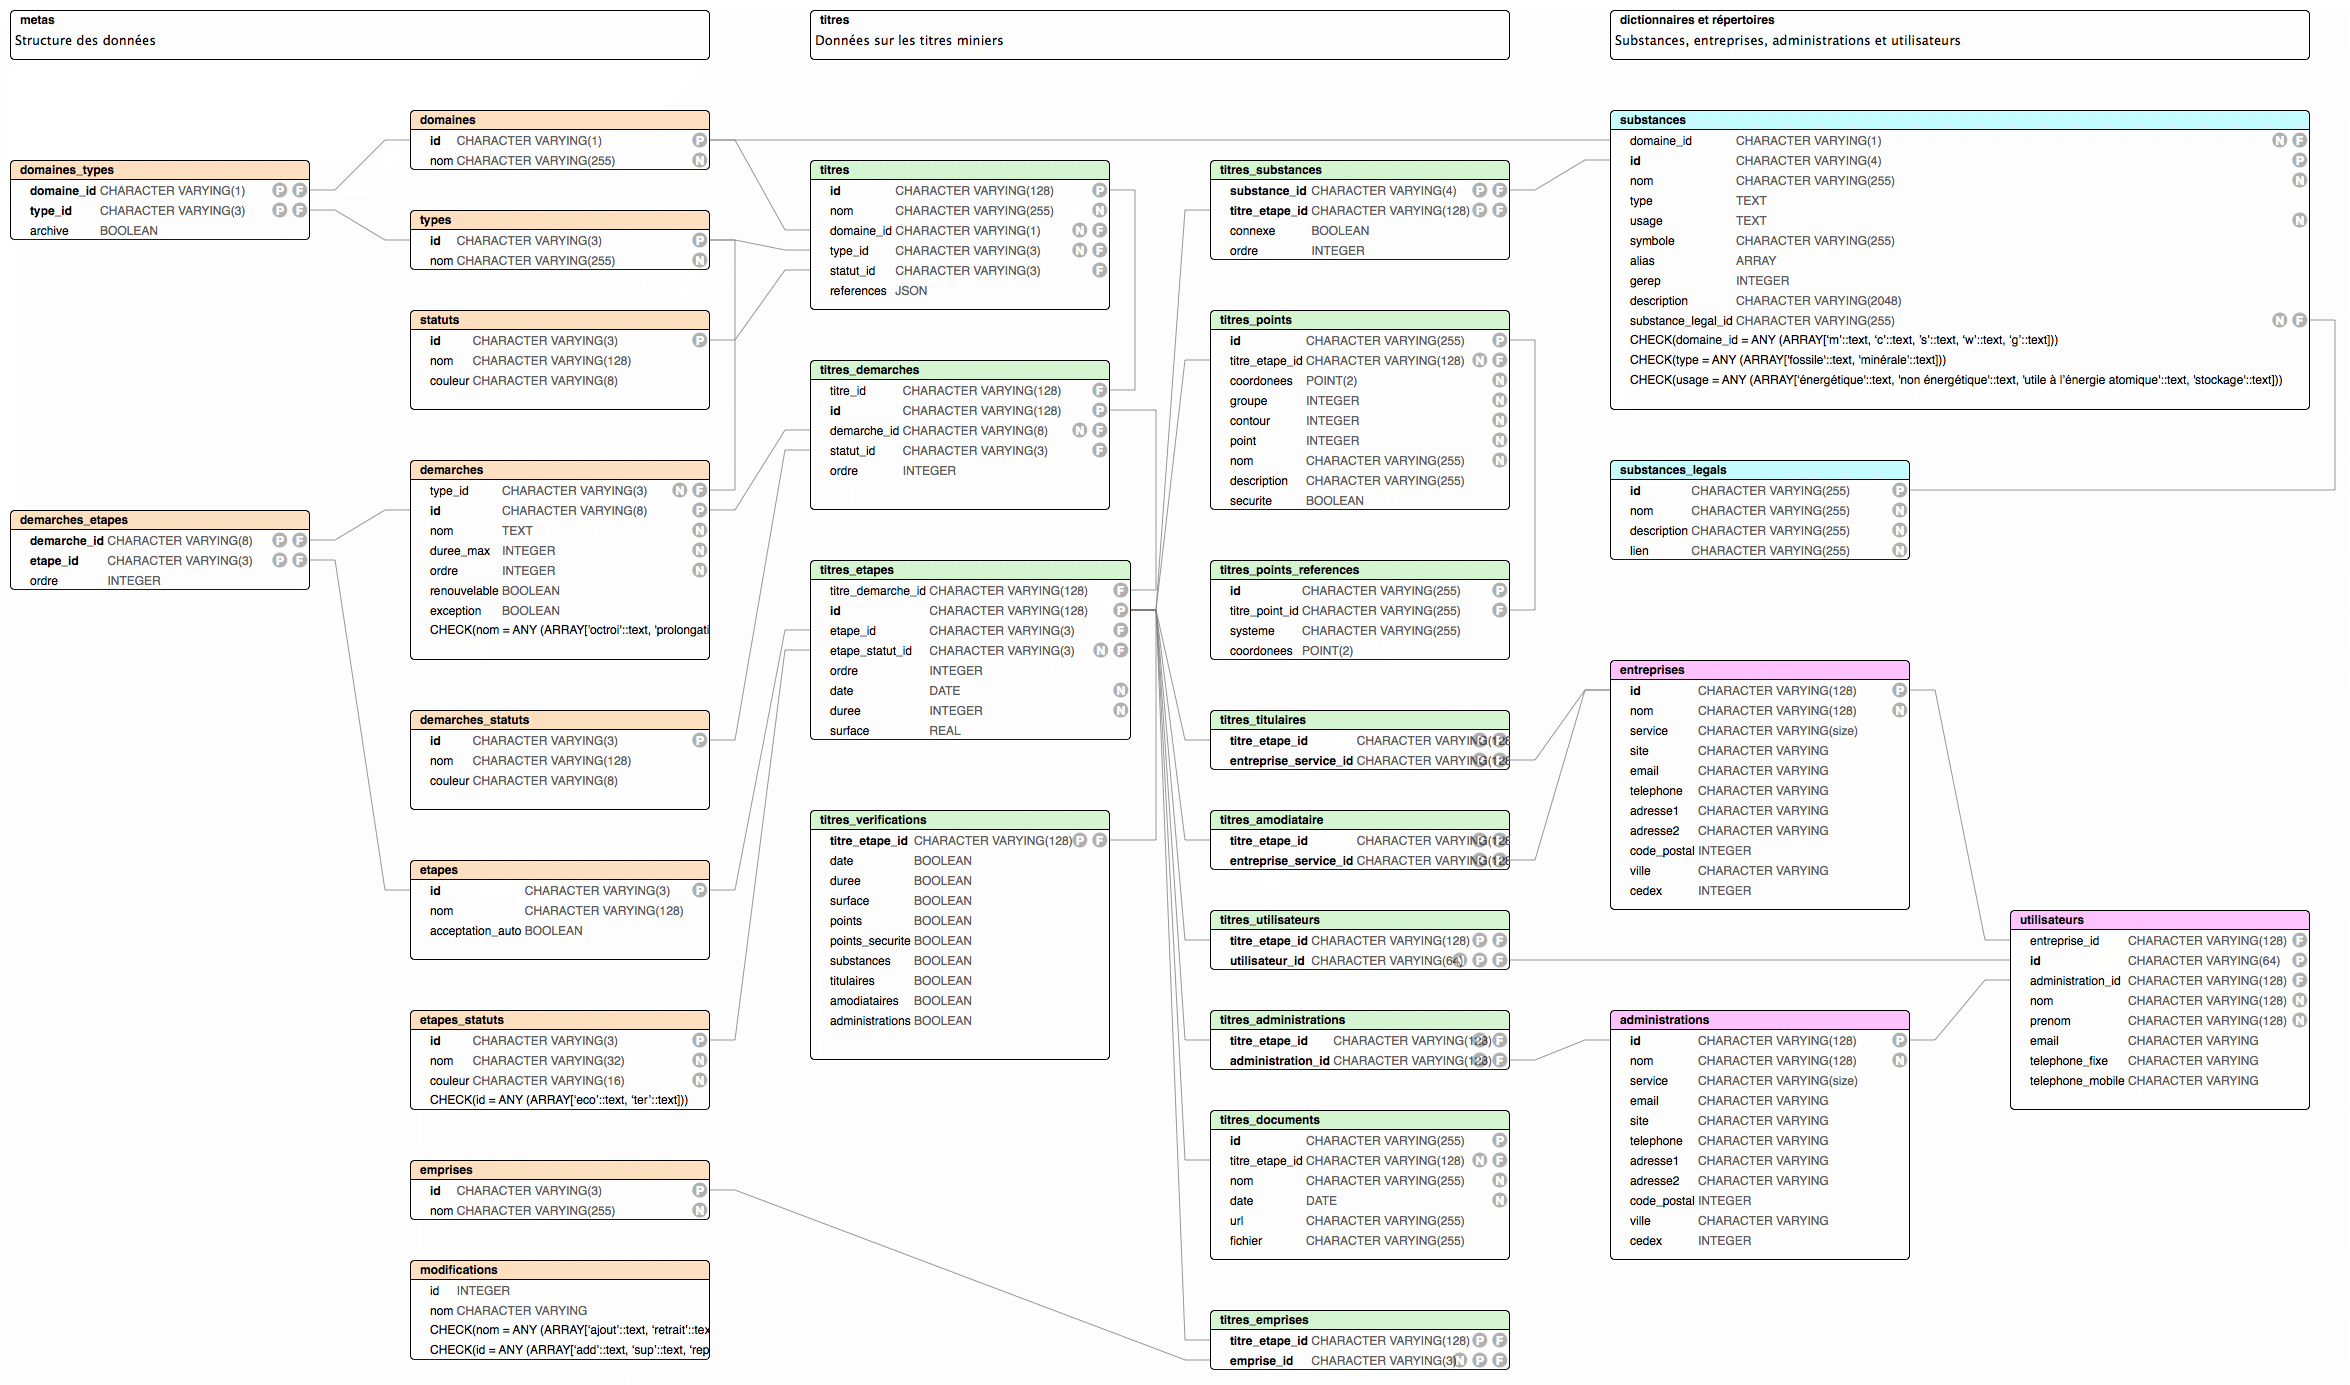 metas
Structure des données
titres
Données sur les titres miniers
dictionnaires et répertoires
Substances, entreprises, administrations et utilisateurs
domaines_types
domaine_id CHARACTER VARYING(1) P F
type_id CHARACTER VARYING(3) P F
archive BOOLEAN
demarches_etapes
demarche_id CHARACTER VARYING(8) P F
etape_id CHARACTER VARYING(3) P F
ordre INTEGER
domaines
id CHARACTER VARYING(1) P
nom CHARACTER VARYING(255) N
types
id CHARACTER VARYING(3) P
nom CHARACTER VARYING(255) N
statuts
id CHARACTER VARYING(3) P
nom CHARACTER VARYING(128)
couleur CHARACTER VARYING(8)
demarches
type_id CHARACTER VARYING(3) N F
id CHARACTER VARYING(8) P
nom TEXT N
duree_max INTEGER N
ordre INTEGER N
renouvelable BOOLEAN
exception BOOLEAN
CHECK(nom = ANY (ARRAY['octroi'::text, 'prolongati
demarches_statuts
id CHARACTER VARYING(3) P
nom CHARACTER VARYING(128)
couleur CHARACTER VARYING(8)
etapes
id CHARACTER VARYING(3) P
nom CHARACTER VARYING(128)
acceptation_auto BOOLEAN
etapes_statuts
id CHARACTER VARYING(3) P
nom CHARACTER VARYING(32) N
couleur CHARACTER VARYING(16) N
CHECK(id = ANY (ARRAY['eco'::text, 'ter'::text]))
emprises
id CHARACTER VARYING(3) P
nom CHARACTER VARYING(255) N
modifications
id INTEGER
nom CHARACTER VARYING
CHECK(nom = ANY (ARRAY['ajout'::text, 'retrait'::tex
CHECK(id = ANY (ARRAY['add'::text, 'sup'::text, 'rep
titres
id CHARACTER VARYING(128) P
nom CHARACTER VARYING(255) N
domaine_id CHARACTER VARYING(1) N F
type_id CHARACTER VARYING(3) N F
statut_id CHARACTER VARYING(3) F
references JSON
titres_demarches
titre_id CHARACTER VARYING(128) F
id CHARACTER VARYING(128) P
demarche_id CHARACTER VARYING(8) N F
statut_id CHARACTER VARYING(3) F
ordre INTEGER
titres_etapes
titre_demarche_id CHARACTER VARYING(128) F
id CHARACTER VARYING(128) P
etape_id CHARACTER VARYING(3) F
etape_statut_id CHARACTER VARYING(3) N F
ordre INTEGER
date DATE N
duree INTEGER N
surface REAL
titres_verifications
titre_etape_id CHARACTER VARYING(128) P F
date BOOLEAN
duree BOOLEAN
surface BOOLEAN
points BOOLEAN
points_securite BOOLEAN
substances BOOLEAN
titulaires BOOLEAN
amodiataires BOOLEAN
administrations BOOLEAN
titres_substances
substance_id CHARACTER VARYING(4) P F
titre_etape_id CHARACTER VARYING(128) P F
connexe BOOLEAN
ordre INTEGER
titres_points
id CHARACTER VARYING(255) P
titre_etape_id CHARACTER VARYING(128) N F
coordonees POINT(2) N
groupe INTEGER N
contour INTEGER N
point INTEGER N
nom CHARACTER VARYING(255) N
description CHARACTER VARYING(255)
securite BOOLEAN
titres_points_references
id CHARACTER VARYING(255) P
titre_point_id CHARACTER VARYING(255) F
systeme CHARACTER VARYING(255)
coordonees POINT(2)
titres_titulaires
titre_etape_id CHARACTER VARYING(128
entreprise_service_id CHARACTER VARYING(128
titres_amodiataire
titre_etape_id CHARACTER VARYING(128
entreprise_service_id CHARACTER VARYING(128
titres_utilisateurs
titre_etape_id CHARACTER VARYING(128) P F
utilisateur_id CHARACTER VARYING(64) N P F
titres_administrations
titre_etape_id CHARACTER VARYING(128) P F
administration_id CHARACTER VARYING(128) P F
titres_documents
id CHARACTER VARYING(255) P
titre_etape_id CHARACTER VARYING(128) N F
nom CHARACTER VARYING(255) N
date DATE N
url CHARACTER VARYING(255)
fichier CHARACTER VARYING(255)
titres_emprises
titre_etape_id CHARACTER VARYING(128) P F
emprise_id CHARACTER VARYING(3) N P F
substances
domaine_id CHARACTER VARYING(1) N F
id CHARACTER VARYING(4) P
nom CHARACTER VARYING(255) N
type TEXT
usage TEXT N
symbole CHARACTER VARYING(255)
alias ARRAY
gerep INTEGER
description CHARACTER VARYING(2048)
substance_legal_id CHARACTER VARYING(255) N F
CHECK(domaine_id = ANY (ARRAY['m'::text, 'c'::text, 's'::text, 'w'::text, 'g'::text]))
CHECK(type = ANY (ARRAY['fossile'::text, 'minérale'::text]))
CHECK(usage = ANY (ARRAY['énergétique'::text, 'non énergétique'::text, 'utile à l'énergie atomique'::text, 'stockage'::text]))
substances_legals
id CHARACTER VARYING(255) P
nom CHARACTER VARYING(255) N
description CHARACTER VARYING(255) N
lien CHARACTER VARYING(255) N
entreprises
id CHARACTER VARYING(128) P
nom CHARACTER VARYING(128) N
service CHARACTER VARYING(size)
site CHARACTER VARYING
email CHARACTER VARYING
telephone CHARACTER VARYING
adresse1 CHARACTER VARYING
adresse2 CHARACTER VARYING
code_postal INTEGER
ville CHARACTER VARYING
cedex INTEGER
administrations
id CHARACTER VARYING(128) P
nom CHARACTER VARYING(128) N
service CHARACTER VARYING(size)
email CHARACTER VARYING
site CHARACTER VARYING
telephone CHARACTER VARYING
adresse1 CHARACTER VARYING
adresse2 CHARACTER VARYING
code_postal INTEGER
ville CHARACTER VARYING
cedex INTEGER
utilisateurs
entreprise_id CHARACTER VARYING(128) F
id CHARACTER VARYING(64) P
administration_id CHARACTER VARYING(128) F
nom CHARACTER VARYING(128) N
prenom CHARACTER VARYING(128) N
email CHARACTER VARYING
telephone_fixe CHARACTER VARYING
telephone_mobile CHARACTER VARYING